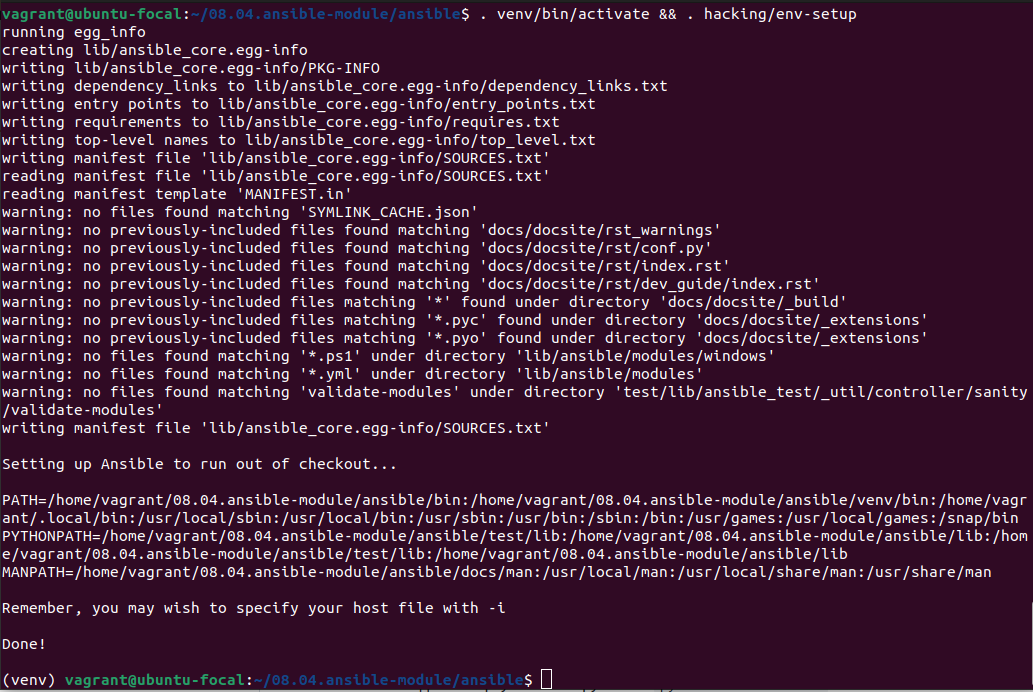 vagrant@ubuntu-focal:~/08.04.ansible-module/ansible$ . venv/bin/activate && . hacking/env-setup
running egg_info
creating lib/ansible_core.egg-info
writing lib/ansible_core.egg-info/PKG-INFO
writing dependency_links to lib/ansible_core.egg-info/dependency_links.txt
writing entry points to lib/ansible_core.egg-info/entry_points.txt
writing requirements to lib/ansible_core.egg-info/requires.txt
writing top-level names to lib/ansible_core.egg-info/top_level.txt
writing manifest file 'lib/ansible_core.egg-info/SOURCES.txt'
reading manifest file 'lib/ansible_core.egg-info/SOURCES.txt'
reading manifest template 'MANIFEST.in'
warning: no files found matching 'SYMLINK_CACHE.json'
warning: no previously-included files found matching 'docs/docsite/rst_warnings'
warning: no previously-included files found matching 'docs/docsite/rst/conf.py'
warning: no previously-included files found matching 'docs/docsite/rst/index.rst'
warning: no previously-included files found matching 'docs/docsite/rst/dev_guide/index.rst'
warning: no previously-included files matching '*' found under directory 'docs/docsite/_build'
warning: no previously-included files matching '*.pyc' found under directory 'docs/docsite/_extensions'
warning: no previously-included files matching '*.pyo' found under directory 'docs/docsite/_extensions'
warning: no files found matching '*.ps1' under directory 'lib/ansible/modules/windows'
warning: no files found matching '*.yml' under directory 'lib/ansible/modules'
warning: no files found matching 'validate-modules' under directory 'test/lib/ansible_test/_util/controller/sanity
/validate-modules'
writing manifest file 'lib/ansible_core.egg-info/SOURCES.txt'
Setting up Ansible to run out of checkout...
PATH=/home/vagrant/08.04.ansible-module/ansible/bin:/home/vagrant/08.04.ansible-module/ansible/venv/bin:/home/vagr
ant/.local/bin:/usr/local/sbin:/usr/local/bin:/usr/sbin:/usr/bin:/sbin:/bin:/usr/games:/usr/local/games:/snap/bin
PYTHONPATH=/home/vagrant/08.04.ansible-module/ansible/test/lib:/home/vagrant/08.04.ansible-module/ansible/lib:/hom
e/vagrant/08.04.ansible-module/ansible/test/lib:/home/vagrant/08.04.ansible-module/ansible/lib
MANPATH=/home/vagrant/08.04.ansible-module/ansible/docs/man:/usr/local/man:/usr/local/share/man:/usr/share/man
Remember, you may wish to specify your host file with -i
Done!
(venv) vagrant@ubuntu-focal:~/08.04.ansible-module/ansible$